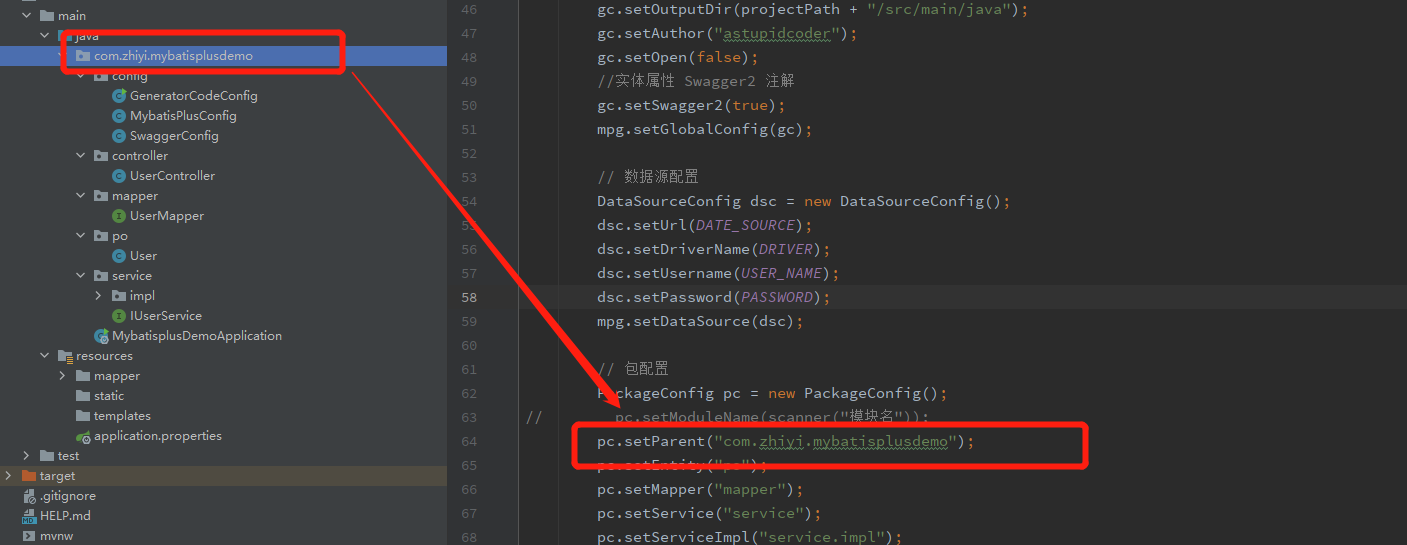 main
java
com.zhiyi.mybatisplusdemo
config
GeneratorCodeConfig
MybatisPlusConfig
SwaggerConfig
controller
UserController
mapper
UserMapper
po
User
service
impl
IUserService
MybatisplusDemoApplication
resources
mapper
static
templates
application.properties
test
target
.gitignore
HELP.md
mvnw
46 gc.setOutputDir(projectPath + "/src/main/java");
47 gc.setAuthor("astupidcoder");
48 gc.setOpen(false);
49 //实体属性 Swagger2 注解
50 gc.setSwagger2(true);
51 mpg.setGlobalConfig(gc);
52
53 // 数据源配置
54 DataSourceConfig dsc = new DataSourceConfig();
55 dsc.setUrl(DATE_SOURCE);
56 dsc.setDriverName(DRIVER);
57 dsc.setUsername(USER_NAME);
58 dsc.setPassword(PASSWORD);
59 mpg.setDataSource(dsc);
60
61 // 包配置
62 PackageConfig pc = new PackageConfig();
63 // pc.setModuleName(scanner("模块名"));
64 pc.setParent("com.zhiyi.mybatisplusdemo");
65 pc.setEntity("po");
66 pc.setMapper("mapper");
67 pc.setService("service");
68 pc.setServiceImpl("service.impl");